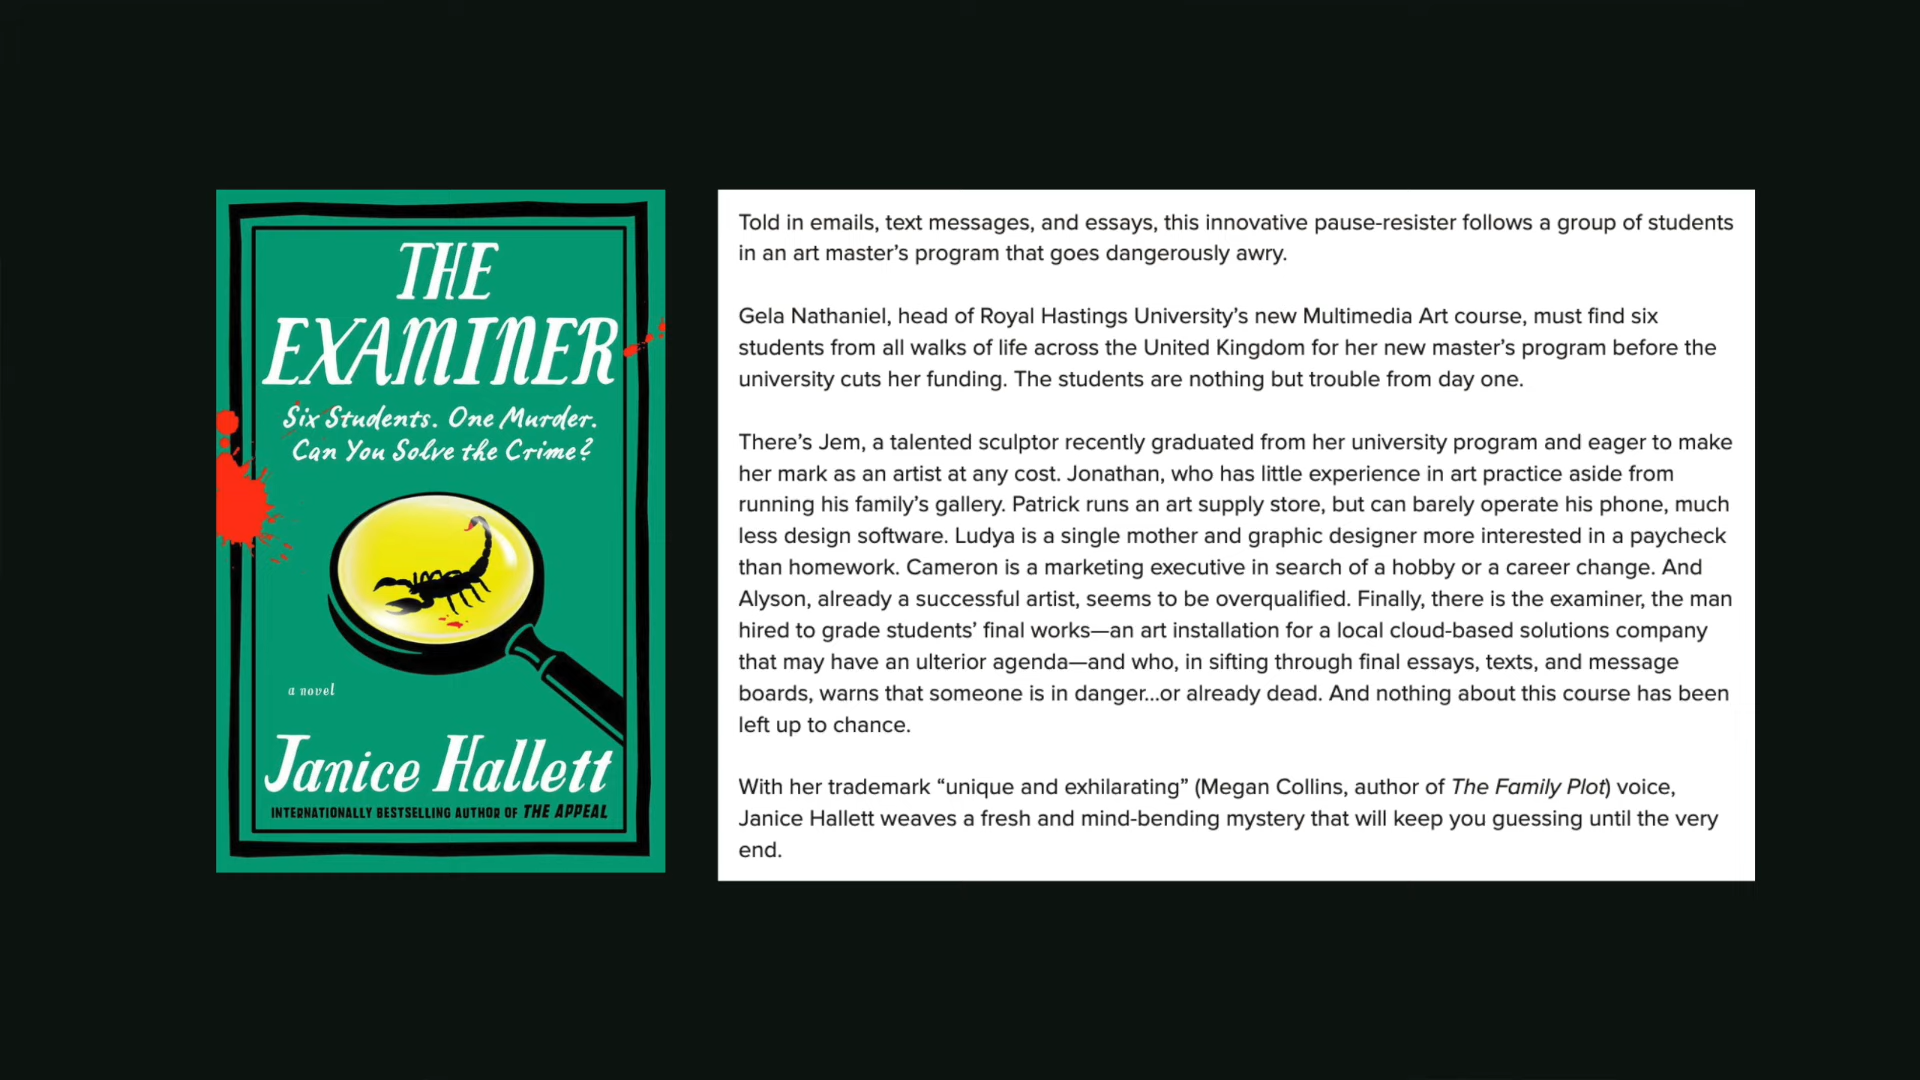 THE
EXAMINER
Six Students. One Murder.
Can You Solve the Crime?
a novel
Janice Hallett
INTERNATIONALLY BESTSELLING AUTHOR OF THE APPEAL
Told in emails, text messages, and essays, this innovative pause-resister follows a group of students
in an art master’s program that goes dangerously awry.
Gela Nathaniel, head of Royal Hastings University’s new Multimedia Art course, must find six
students from all walks of life across the United Kingdom for her new master’s program before the
university cuts her funding. The students are nothing but trouble from day one.
There’s Jem, a talented sculptor recently graduated from her university program and eager to make
her mark as an artist at any cost. Jonathan, who has little experience in art practice aside from
running his family’s gallery. Patrick runs an art supply store, but can barely operate his phone, much
less design software. Ludya is a single mother and graphic designer more interested in a paycheck
than homework. Cameron is a marketing executive in search of a hobby or a career change. And
Alyson, already a successful artist, seems to be overqualified. Finally, there is the examiner, the man
hired to grade students’ final works—an art installation for a local cloud-based solutions company
that may have an ulterior agenda—and who, in sifting through final essays, texts, and message
boards, warns that someone is in danger...or already dead. And nothing about this course has been
left up to chance.
With her trademark “unique and exhilarating” (Megan Collins, author of The Family Plot) voice,
Janice Hallett weaves a fresh and mind-bending mystery that will keep you guessing until the very
end.